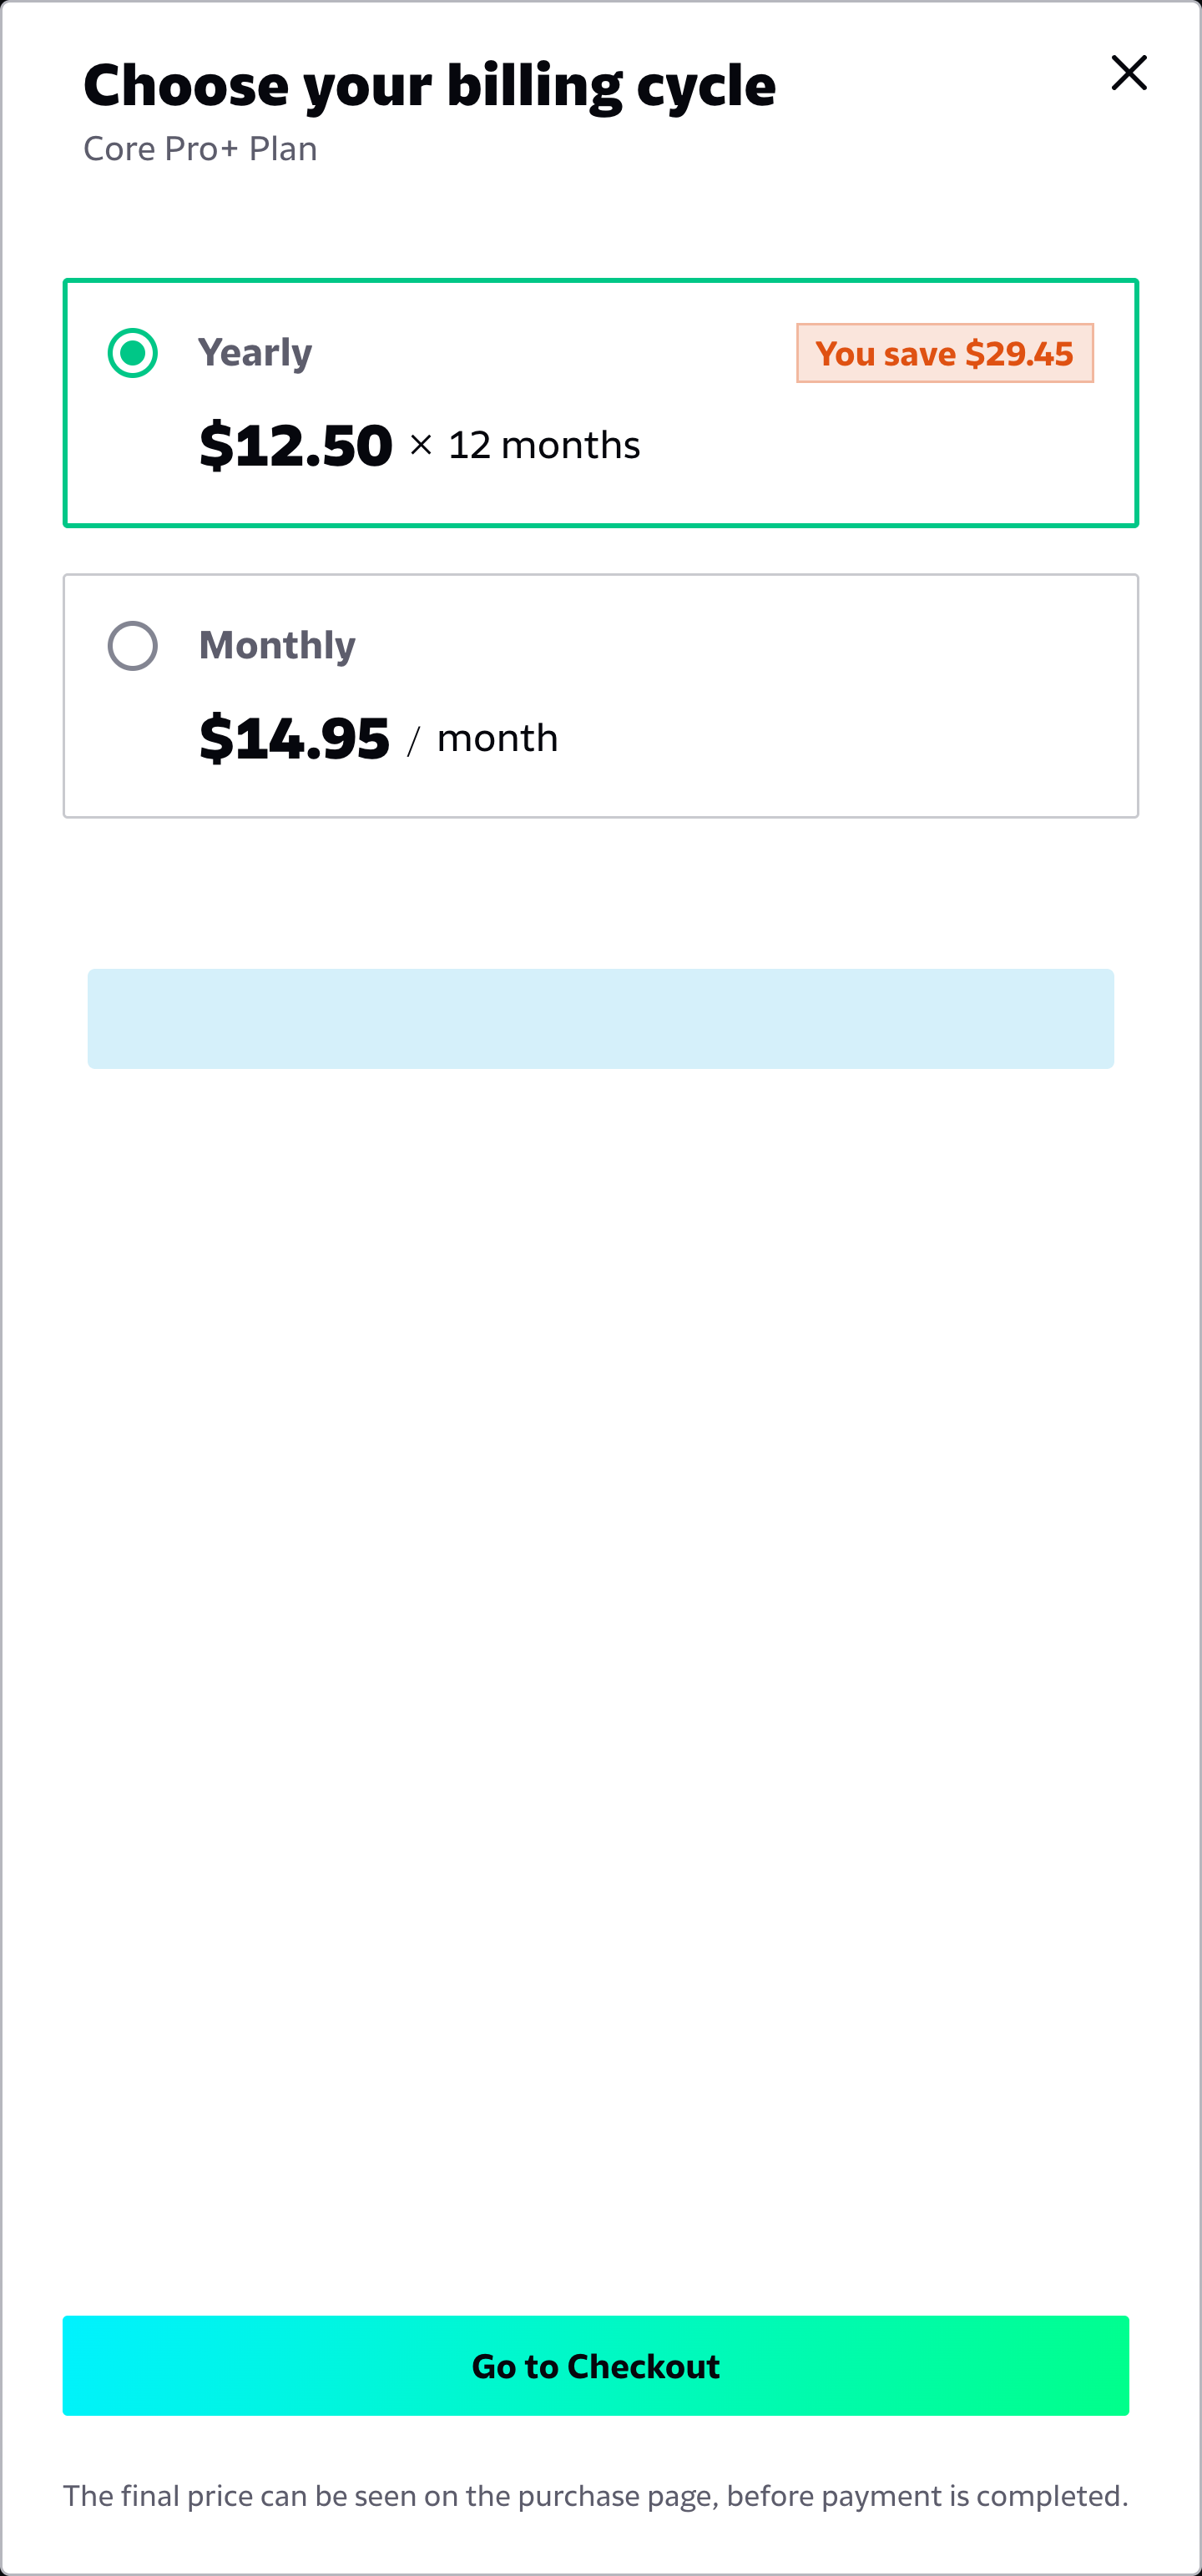 Choose your billing cycle
Core Pro+ Plan
Yearly
You save $29.45
$12.50 × 12 months
Monthly
$14.95 / month
Go to Checkout
The final price can be seen on the purchase page, before payment is completed.